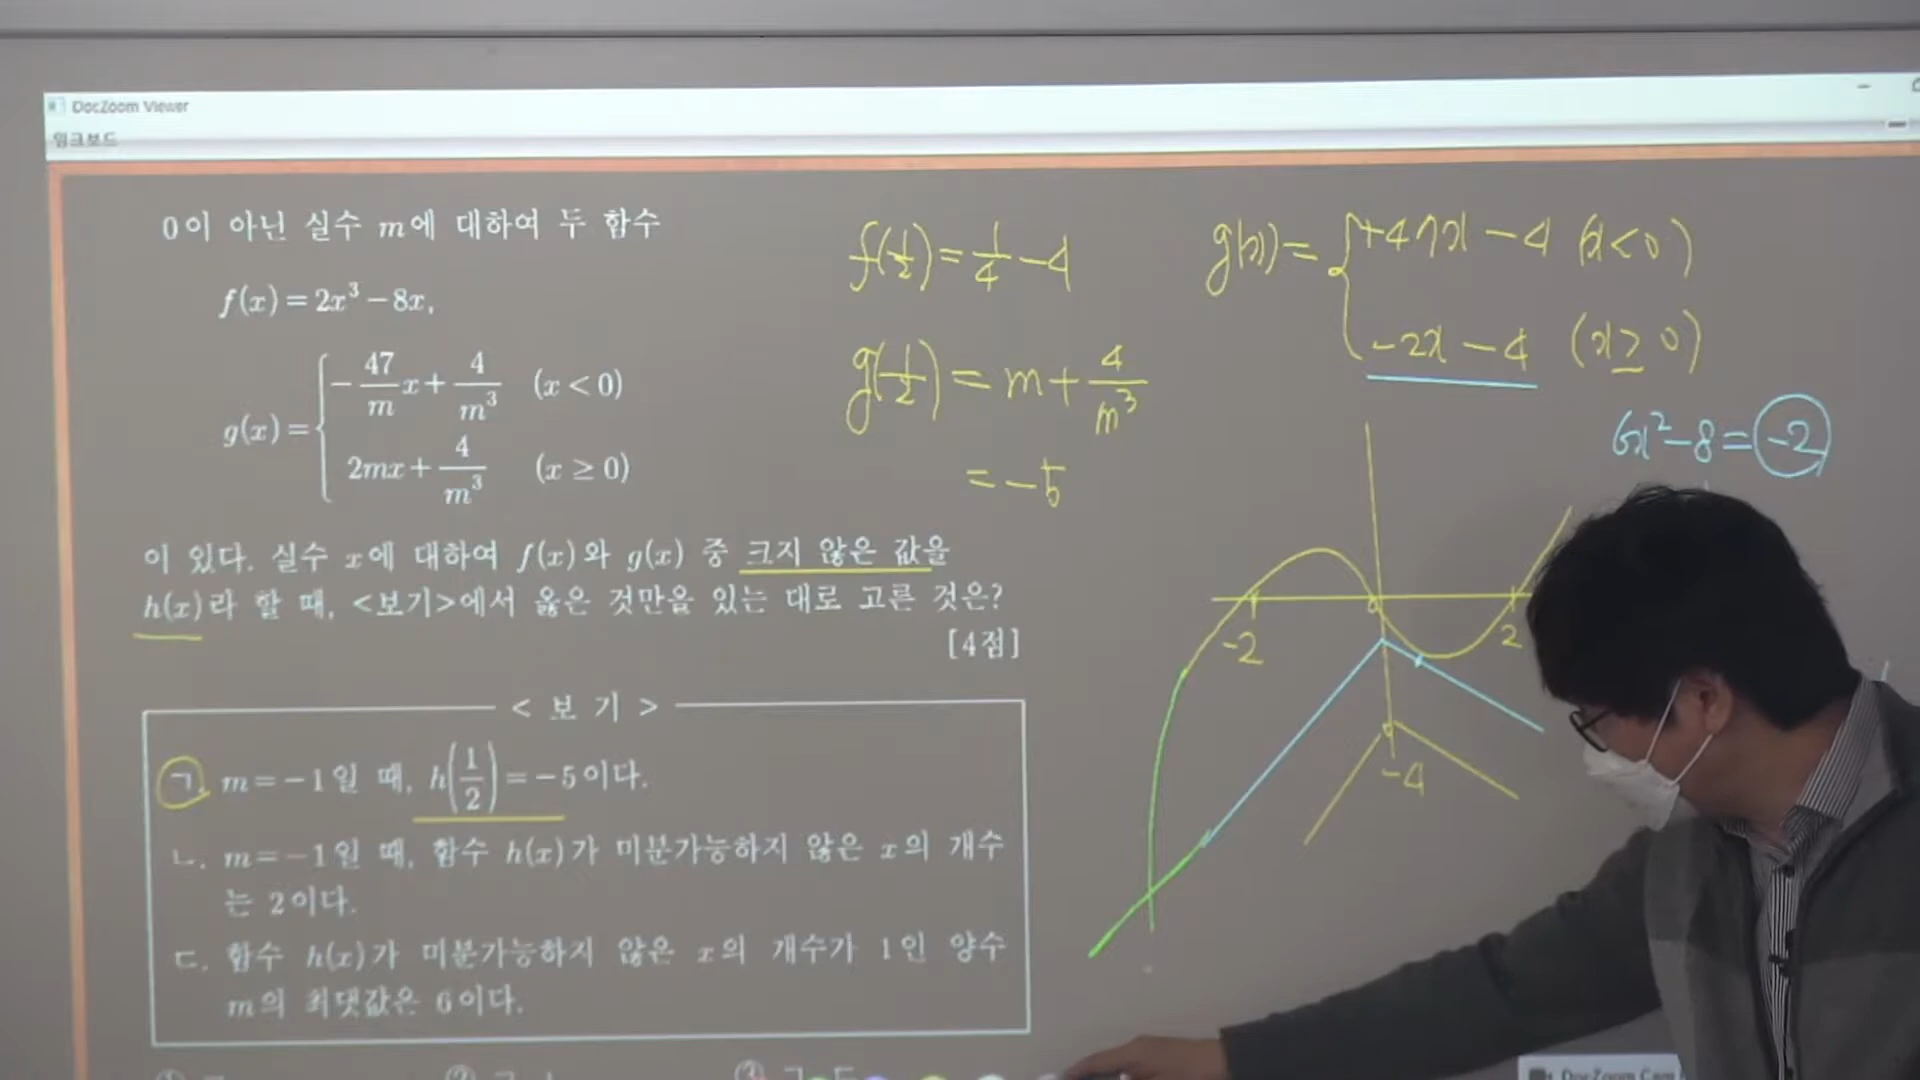 DocZoom Viewer
워크보드
0이 아닌 실수 m에 대하여 두 함수
f(x) = 2x³ − 8x,
g(x) = { −47/m x + 4/m³ (x < 0)
2mx + 4/m³ (x ≥ 0)
이 있다. 실수 x에 대하여 f(x)와 g(x) 중 크지 않은 값을
h(x)라 할 때, <보기>에서 옳은 것만을 있는 대로 고른 것은?
[4점]
< 보 기 >
ㄱ. m = −1일 때, h(1/2) = −5이다.
ㄴ. m = −1일 때, 함수 h(x)가 미분가능하지 않은 x의 개수
는 2이다.
ㄷ. 함수 h(x)가 미분가능하지 않은 x의 개수가 1인 양수
m의 최댓값은 6이다.
f(1/2) = 1/4 − 4
g(1/2) = m + 4/m³
= −5
g(x) = { +47x − 4 (x < 0)
−2x − 4 (x ≥ 0)
6x² − 8 = −2
−2
0
2
−4
DocZoom Cam